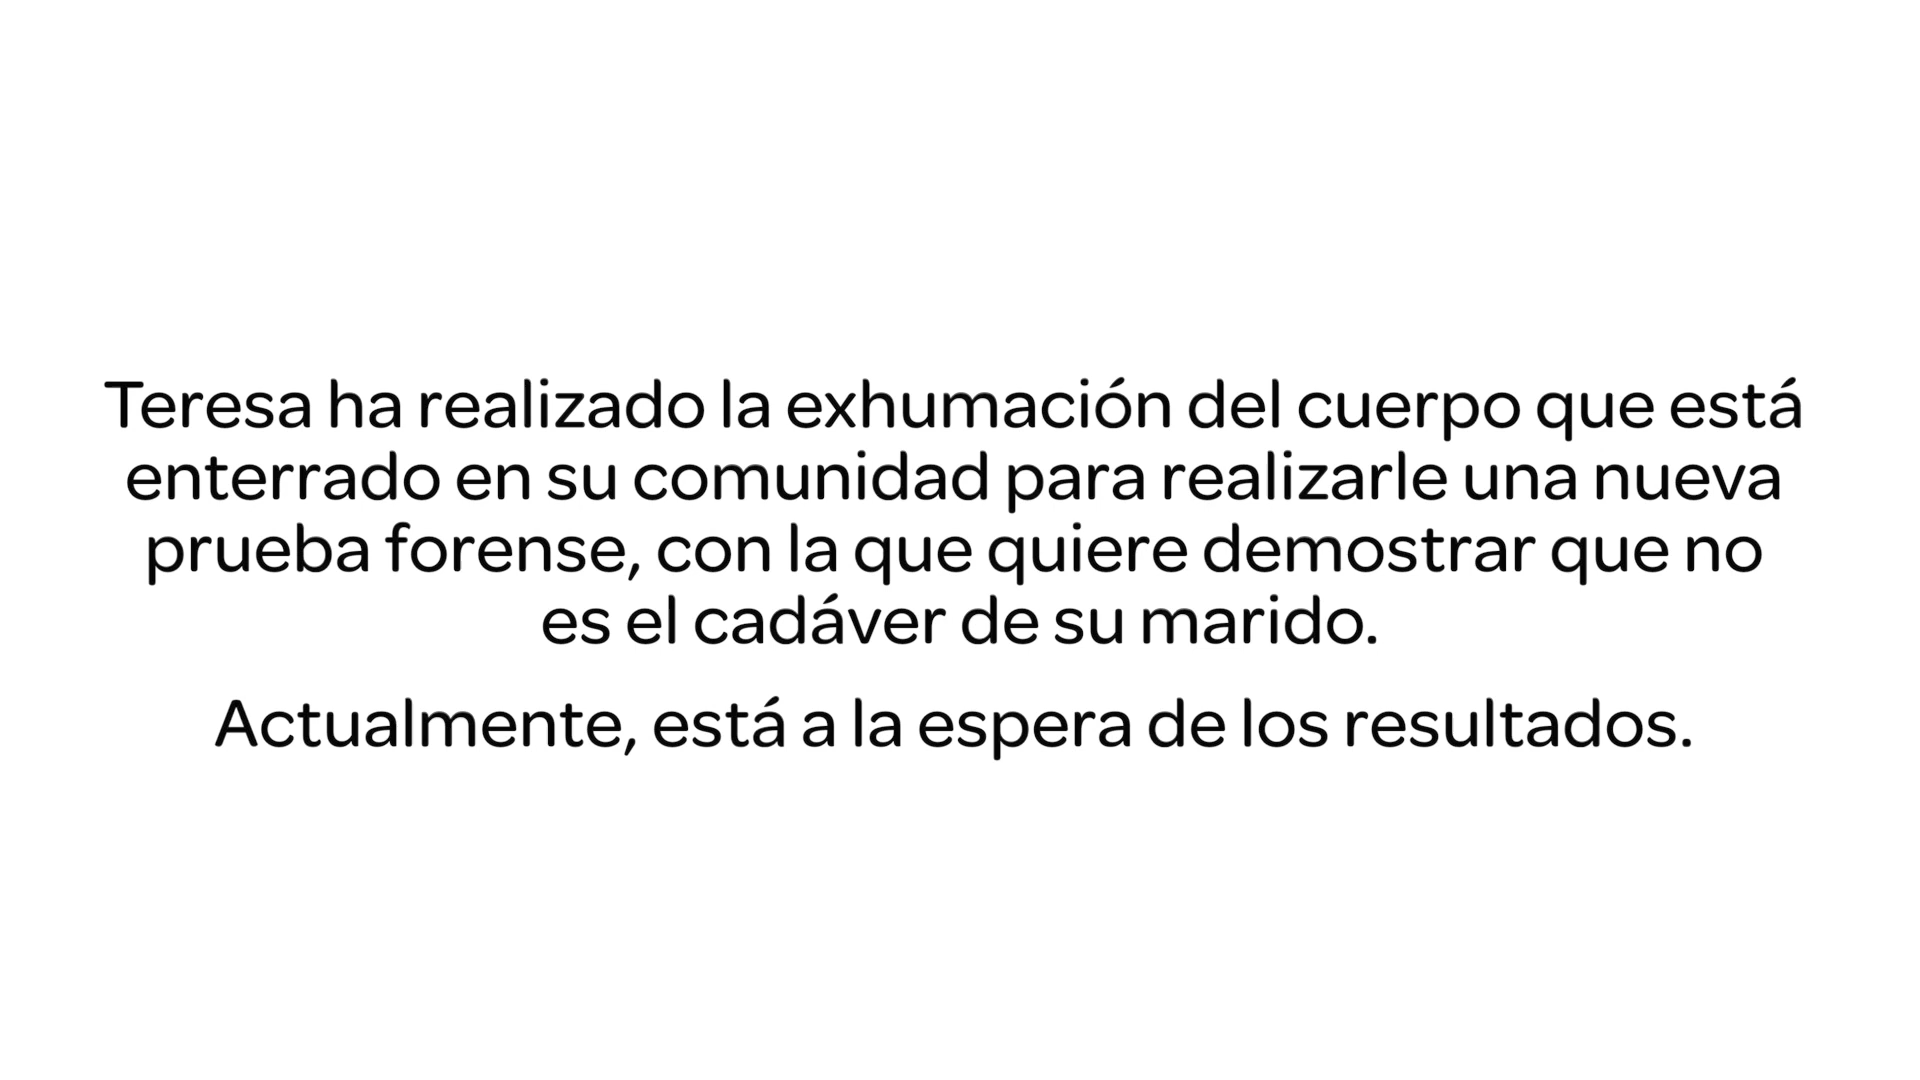 Teresa ha realizado la exhumación del cuerpo que está
enterrado en su comunidad para realizarle una nueva
prueba forense, con la que quiere demostrar que no
es el cadáver de su marido.
Actualmente, está a la espera de los resultados.